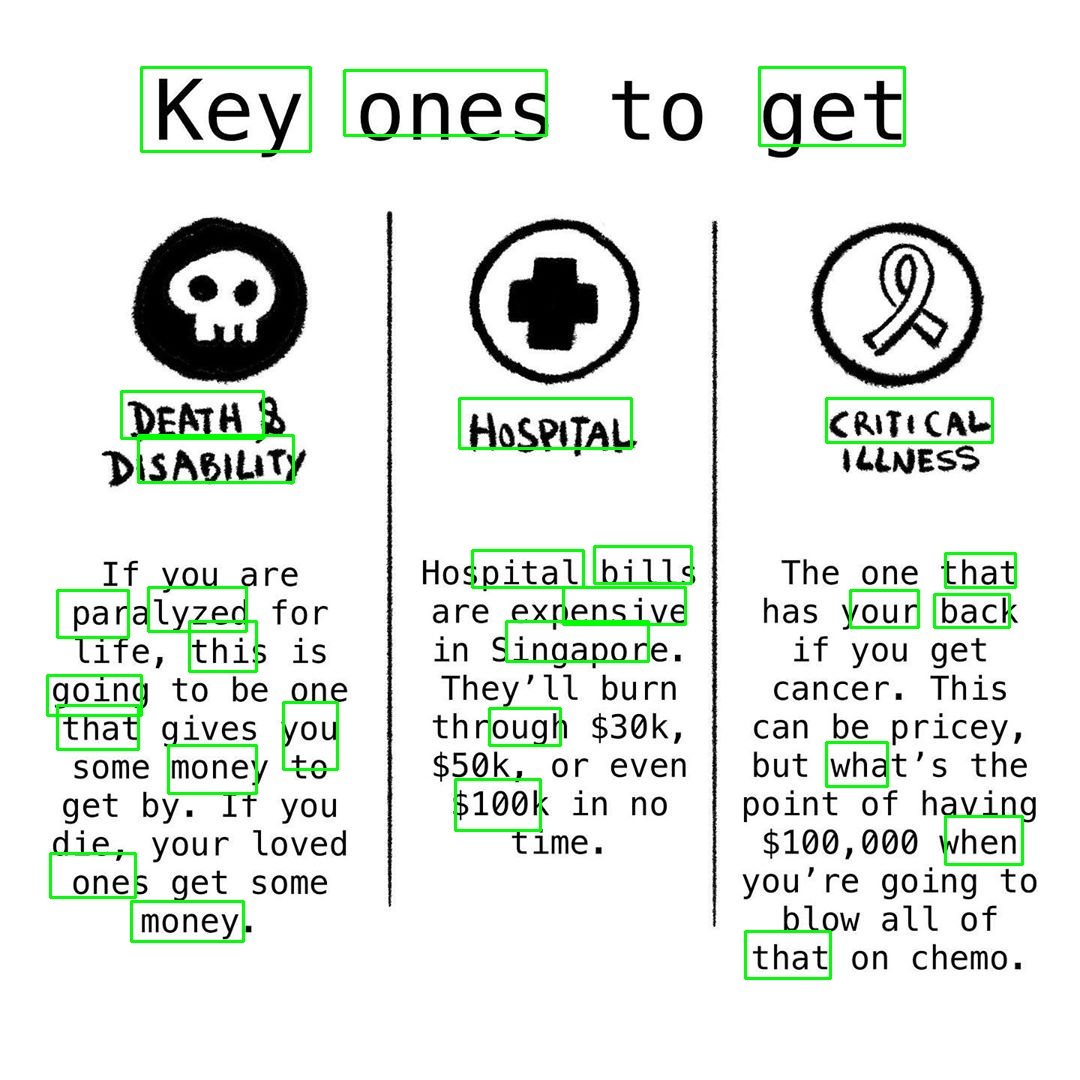 Key ones to get
DEATH &
DISABILITY
If you are
paralyzed for
life, this is
going to be one
that gives you
some money to
get by. If you
die, your loved
ones get some
money.
HOSPITAL
Hospital bills
are expensive
in Singapore.
They’ll burn
through $30k,
$50k, or even
$100k in no
time.
CRITICAL
ILLNESS
The one that
has your back
if you get
cancer. This
can be pricey,
but what’s the
point of having
$100,000 when
you’re going to
blow all of
that on chemo.